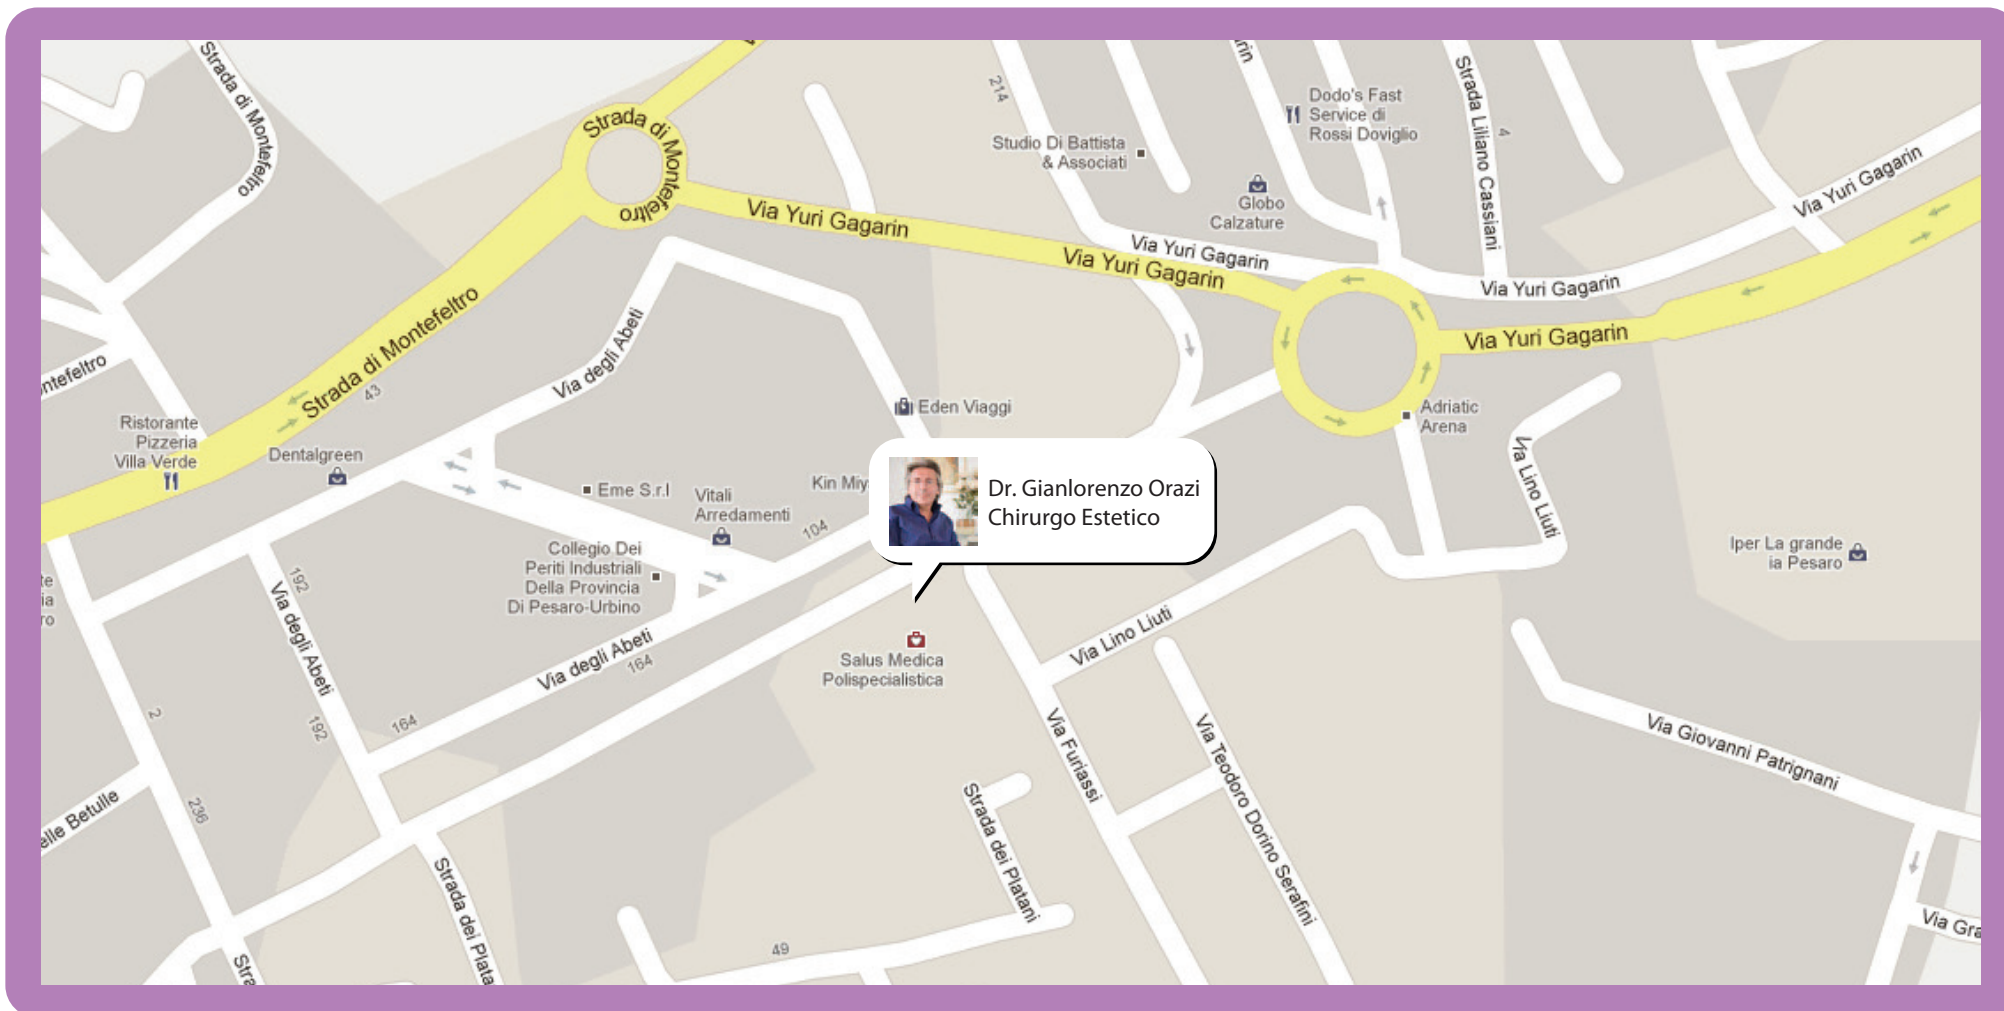 Strada di Montefeltro
Strada di Montefeltro
214
Studio Di Battista
& Associati
Dodo's Fast
Service di
Rossi Doviglio
Strada Liliano Cassiani
4
Globo
Calzature
Via Yuri Gagarin
Via Yuri Gagarin
Via Yuri Gagarin
Via Yuri Gagarin
Via Yuri Gagarin
Via Yuri Gagarin
Strada di Montefeltro
43
Via degli Abeti
Ristorante
Pizzeria
Villa Verde
Dentalgreen
Eden Viaggi
Adriatic
Arena
Via Lino Liuti
Eme S.r.l
Vitali
Arredamenti
Kin Miy
104
Dr. Gianlorenzo Orazi
Chirurgo Estetico
Collegio Dei
Periti Industriali
Della Provincia
Di Pesaro-Urbino
Iper La grande
ia Pesaro
192
Via degli Abeti
192
Via degli Abeti
164
164
Salus Medica
Polispecialistica
Via Lino Liuti
2
236
elle Betulle
Via Furiassi
Via Teodoro Dorino Serafini
Via Giovanni Patrignani
Strada dei Platani
Strada dei Plata
Stra
49
Via Gra